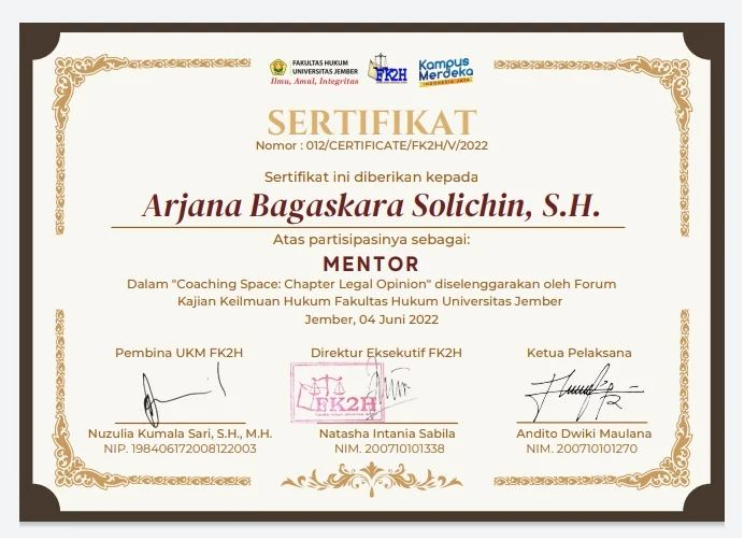 FAKULTAS HUKUM
UNIVERSITAS JEMBER
Ilmu, Amal, Integritas
FK2H
Kampus
Merdeka
INDONESIA JAYA
SERTIFIKAT
Nomor : 012/CERTIFICATE/FK2H/V/2022
Sertifikat ini diberikan kepada
Arjana Bagaskara Solichin, S.H.
Atas partisipasinya sebagai:
MENTOR
Dalam "Coaching Space: Chapter Legal Opinion" diselenggarakan oleh Forum
Kajian Keilmuan Hukum Fakultas Hukum Universitas Jember
Jember, 04 Juni 2022
Pembina UKM FK2H
Direktur Eksekutif FK2H
Ketua Pelaksana
FK2H
Nuzulia Kumala Sari, S.H., M.H.
NIP. 198406172008122003
Natasha Intania Sabila
NIM. 200710101338
Andito Dwiki Maulana
NIM. 200710101270